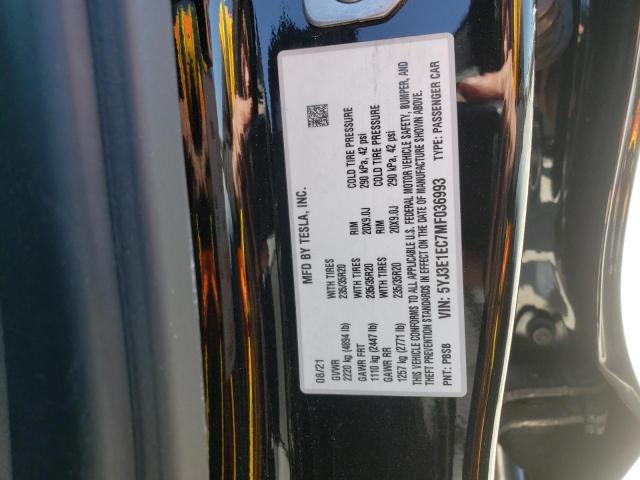 MFD BY TESLA, INC.
08/21
GVWR
2220 kg (4894 lb)
WITH TIRES
235/35R20
RIM
20X9.0J
COLD TIRE PRESSURE
290 kPa, 42 psi
GAWR FRT
1110 kg (2447 lb)
WITH TIRES
235/35R20
RIM
20X9.0J
COLD TIRE PRESSURE
290 kPa, 42 psi
GAWR RR
1257 kg (2771 lb)
WITH TIRES
235/35R20
RIM
20X9.0J
COLD TIRE PRESSURE
290 kPa, 42 psi
THIS VEHICLE CONFORMS TO ALL APPLICABLE U.S. FEDERAL MOTOR VEHICLE SAFETY, BUMPER, AND
THEFT PREVENTION STANDARDS IN EFFECT ON THE DATE OF MANUFACTURE SHOWN ABOVE.
PNT: PBSB VIN: 5YJ3E1EC7MF036993 TYPE: PASSENGER CAR